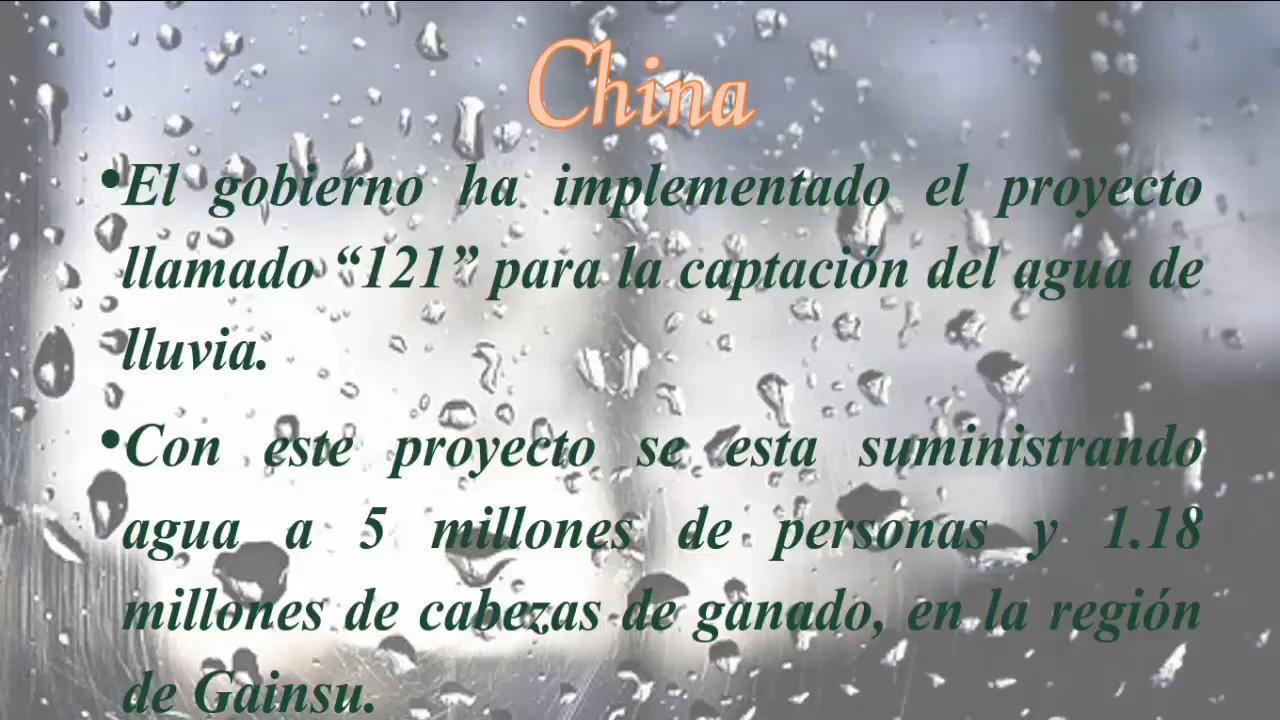 China
•El gobierno ha implementado el proyecto
llamado “121” para la captación del agua de
lluvia.
•Con este proyecto se esta suministrando
agua a 5 millones de personas y 1.18
millones de cabezas de ganado, en la región
de Gainsu.